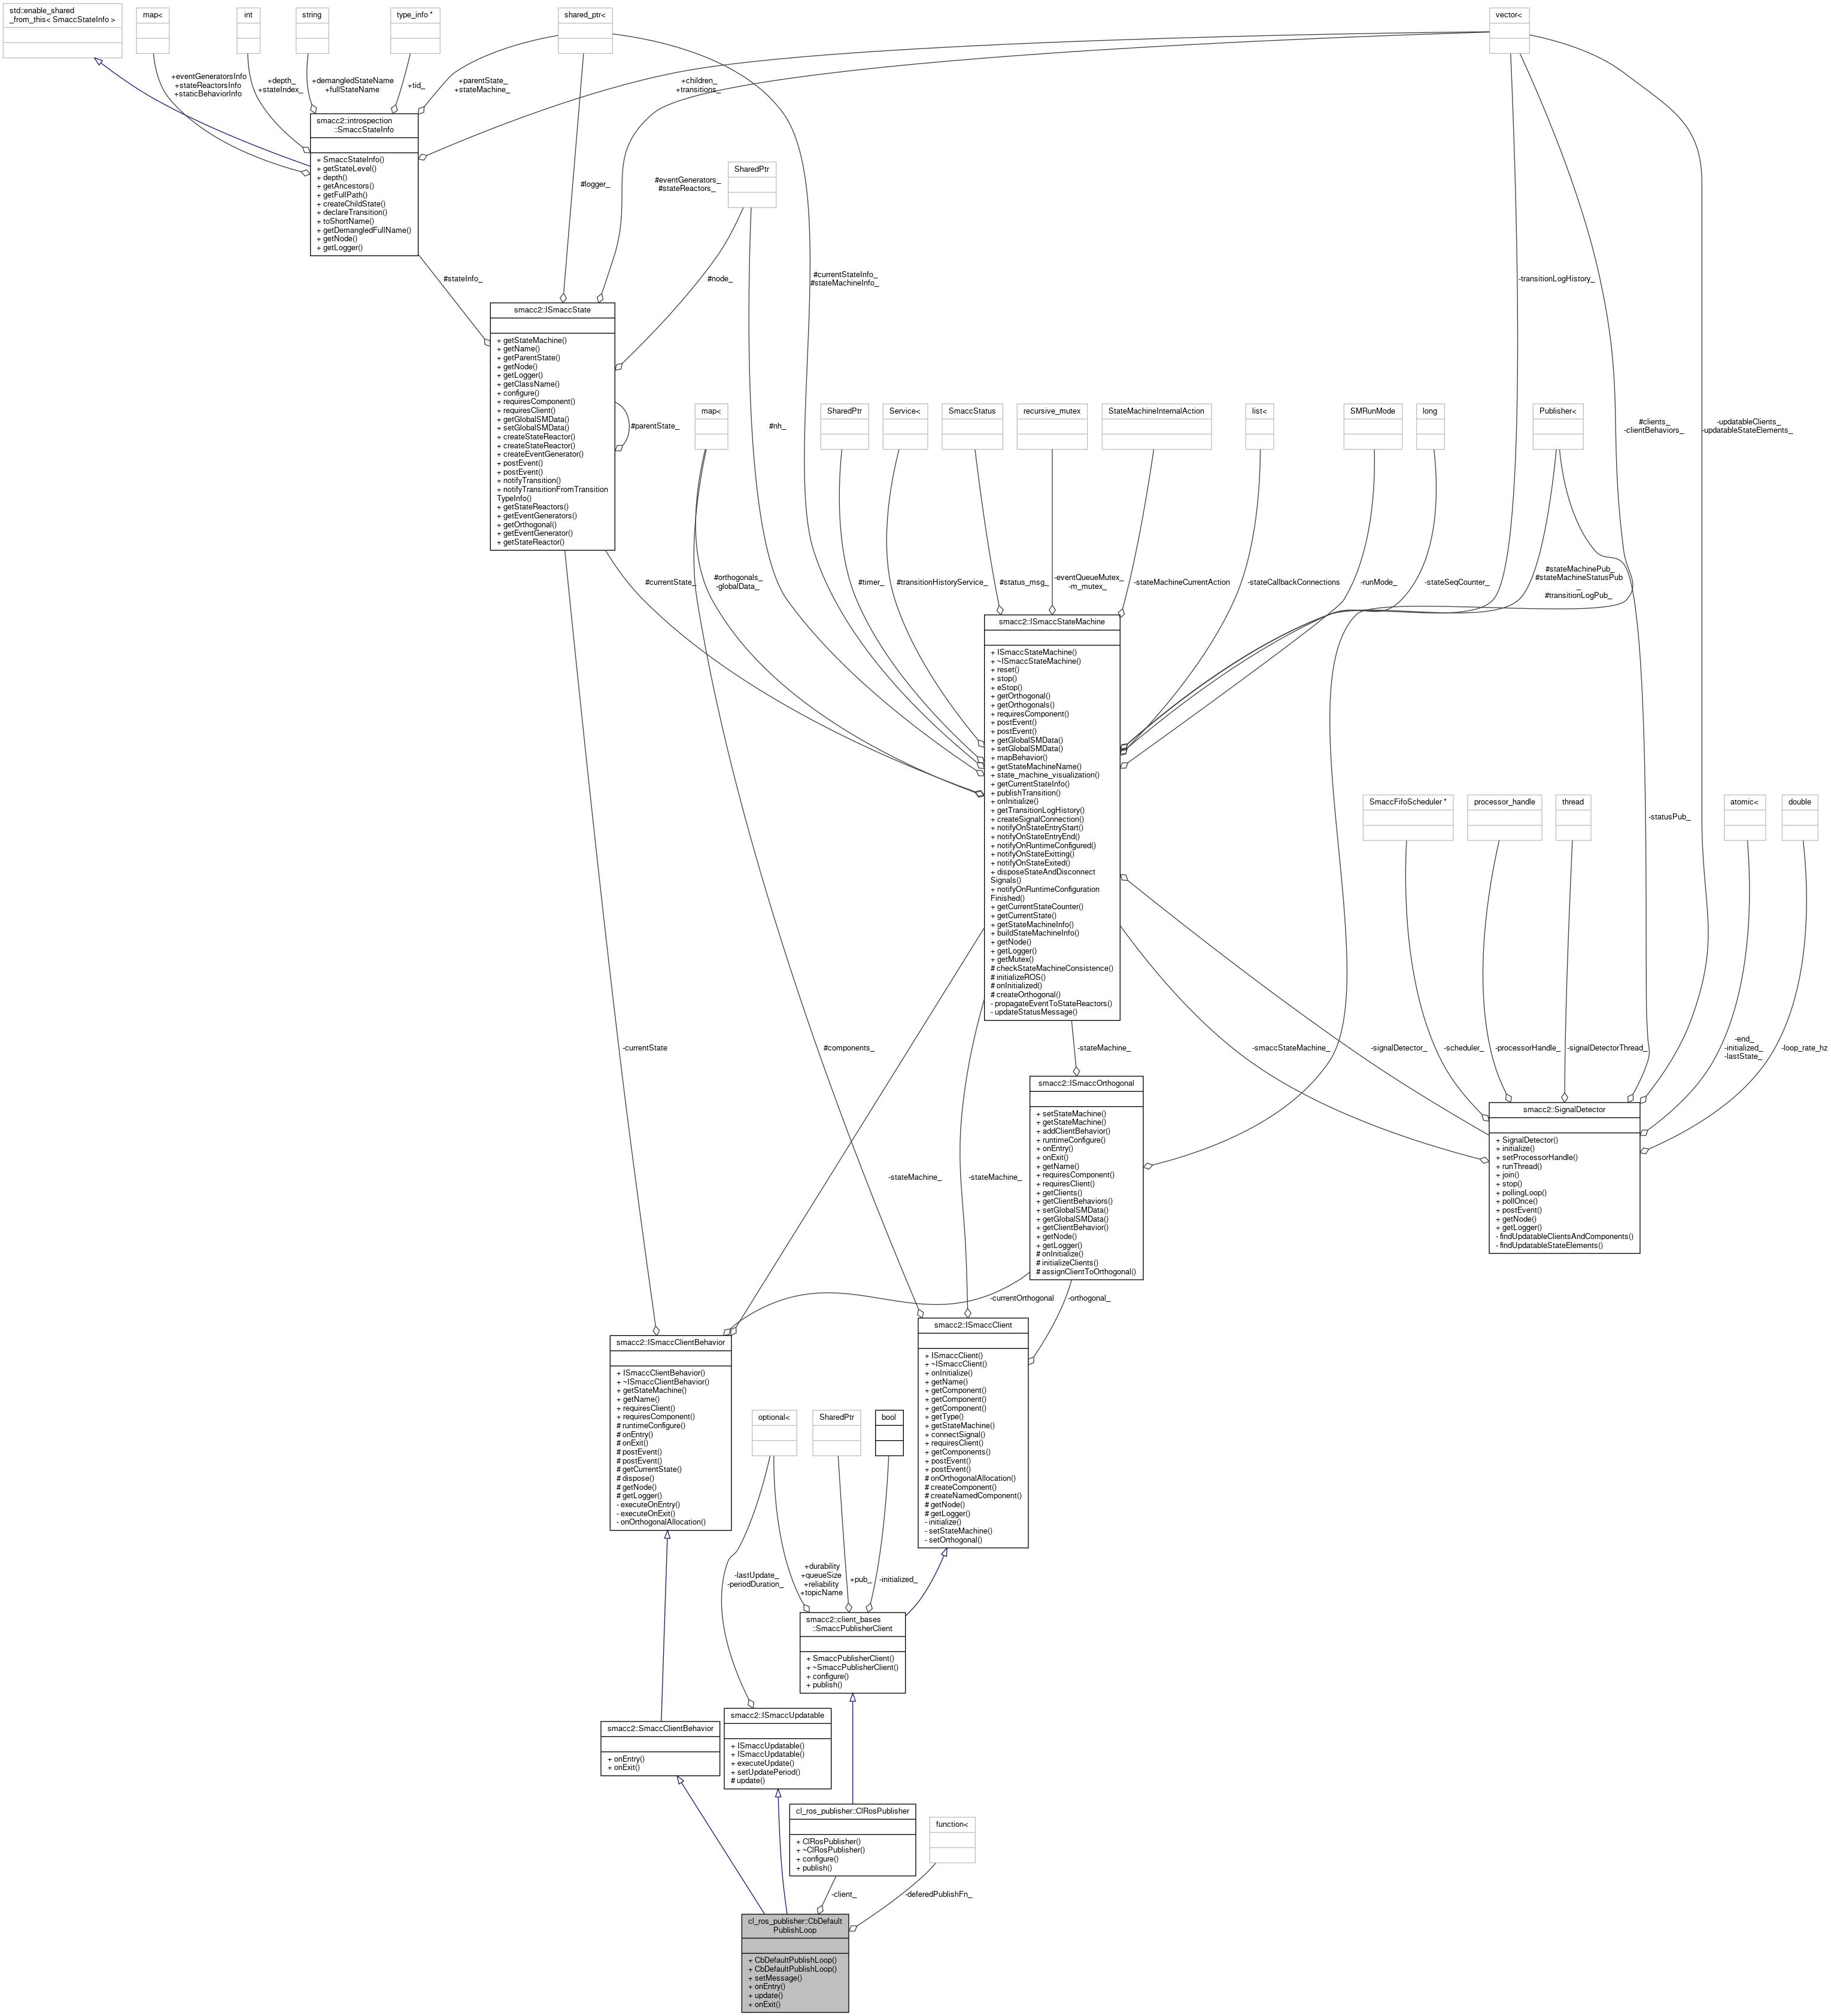 std::enable_shared
_from_this< SmaccStateInfo >
map<
int
string
type_info *
shared_ptr<
vector<
+eventGeneratorsInfo
+stateReactorsInfo
+staticBehaviorInfo
+depth_
+stateIndex_
+demangledStateName
+fullStateName
+tid_
+parentState_
+stateMachine_
+children_
+transitions_
smacc2::introspection
::SmaccStateInfo
+ SmaccStateInfo()
+ getStateLevel()
+ depth()
+ getAncestors()
+ getFullPath()
+ createChildState()
+ declareTransition()
+ toShortName()
+ getDemangledFullName()
+ getNode()
+ getLogger()
#logger_
#eventGenerators_
#stateReactors_
SharedPtr
#stateInfo_
#node_
#currentStateInfo_
#stateMachineInfo_
-transitionLogHistory_
smacc2::ISmaccState
+ getStateMachine()
+ getName()
+ getParentState()
+ getNode()
+ getLogger()
+ getClassName()
+ configure()
+ requiresComponent()
+ requiresClient()
+ getGlobalSMData()
+ setGlobalSMData()
+ createStateReactor()
+ createStateReactor()
+ createEventGenerator()
+ postEvent()
+ postEvent()
+ notifyTransition()
+ notifyTransitionFromTransition
TypeInfo()
+ getStateReactors()
+ getEventGenerators()
+ getOrthogonal()
+ getEventGenerator()
+ getStateReactor()
#parentState_
map<
#nh_
SharedPtr
Service<
SmaccStatus
recursive_mutex
StateMachineInternalAction
list<
SMRunMode
long
Publisher<
#clients_
-clientBehaviors_
-updatableClients_
-updatableStateElements_
#currentState_
#orthogonals_
-globalData_
#timer_
#transitionHistoryService_
#status_msg_
-eventQueueMutex_
-m_mutex_
-stateMachineCurrentAction
-stateCallbackConnections
-runMode_
-stateSeqCounter_
#stateMachinePub_
#stateMachineStatusPub
_
#transitionLogPub_
smacc2::ISmaccStateMachine
+ ISmaccStateMachine()
+ ~ISmaccStateMachine()
+ reset()
+ stop()
+ eStop()
+ getOrthogonal()
+ getOrthogonals()
+ requiresComponent()
+ postEvent()
+ postEvent()
+ getGlobalSMData()
+ setGlobalSMData()
+ mapBehavior()
+ getStateMachineName()
+ state_machine_visualization()
+ getCurrentStateInfo()
+ publishTransition()
+ onInitialize()
+ getTransitionLogHistory()
+ createSignalConnection()
+ notifyOnStateEntryStart()
+ notifyOnStateEntryEnd()
+ notifyOnRuntimeConfigured()
+ notifyOnStateExitting()
+ notifyOnStateExited()
+ disposeStateAndDisconnect
Signals()
+ notifyOnRuntimeConfiguration
Finished()
+ getCurrentStateCounter()
+ getCurrentState()
+ getStateMachineInfo()
+ buildStateMachineInfo()
+ getNode()
+ getLogger()
+ getMutex()
# checkStateMachineConsistence()
# initializeROS()
# onInitialized()
# createOrthogonal()
- propagateEventToStateReactors()
- updateStatusMessage()
SmaccFifoScheduler *
processor_handle
thread
atomic<
double
-statusPub_
-currentState
#components_
-stateMachine_
-smaccStateMachine_
-signalDetector_
-scheduler_
-processorHandle_
-signalDetectorThread_
-end_
-initialized_
-lastState_
-loop_rate_hz
smacc2::ISmaccOrthogonal
+ setStateMachine()
+ getStateMachine()
+ addClientBehavior()
+ runtimeConfigure()
+ onEntry()
+ onExit()
+ getName()
+ requiresComponent()
+ requiresClient()
+ getClients()
+ getClientBehaviors()
+ setGlobalSMData()
+ getGlobalSMData()
+ getClientBehavior()
+ getNode()
+ getLogger()
# onInitialize()
# initializeClients()
# assignClientToOrthogonal()
smacc2::SignalDetector
+ SignalDetector()
+ initialize()
+ setProcessorHandle()
+ runThread()
+ join()
+ stop()
+ pollingLoop()
+ pollOnce()
+ postEvent()
+ getNode()
+ getLogger()
- findUpdatableClientsAndComponents()
- findUpdatableStateElements()
-stateMachine_
-stateMachine_
-currentOrthogonal
-orthogonal_
smacc2::ISmaccClientBehavior
+ ISmaccClientBehavior()
+ ~ISmaccClientBehavior()
+ getStateMachine()
+ getName()
+ requiresClient()
+ requiresComponent()
# runtimeConfigure()
# onEntry()
# onExit()
# postEvent()
# postEvent()
# getCurrentState()
# dispose()
# getNode()
# getLogger()
- executeOnEntry()
- executeOnExit()
- onOrthogonalAllocation()
smacc2::ISmaccClient
+ ISmaccClient()
+ ~ISmaccClient()
+ onInitialize()
+ getName()
+ getComponent()
+ getComponent()
+ getComponent()
+ getType()
+ getStateMachine()
+ connectSignal()
+ requiresClient()
+ getComponents()
+ postEvent()
+ postEvent()
# onOrthogonalAllocation()
# createComponent()
# createNamedComponent()
# getNode()
# getLogger()
- initialize()
- setStateMachine()
- setOrthogonal()
optional<
SharedPtr
bool
-lastUpdate_
-periodDuration_
+durability
+queueSize
+reliability
+topicName
+pub_
-initialized_
smacc2::client_bases
::SmaccPublisherClient
+ SmaccPublisherClient()
+ ~SmaccPublisherClient()
+ configure()
+ publish()
smacc2::SmaccClientBehavior
+ onEntry()
+ onExit()
smacc2::ISmaccUpdatable
+ ISmaccUpdatable()
+ ISmaccUpdatable()
+ executeUpdate()
+ setUpdatePeriod()
# update()
cl_ros_publisher::ClRosPublisher
+ ClRosPublisher()
+ ~ClRosPublisher()
+ configure()
+ publish()
function<
-client_
-deferedPublishFn_
cl_ros_publisher::CbDefault
PublishLoop
+ CbDefaultPublishLoop()
+ CbDefaultPublishLoop()
+ setMessage()
+ onEntry()
+ update()
+ onExit()